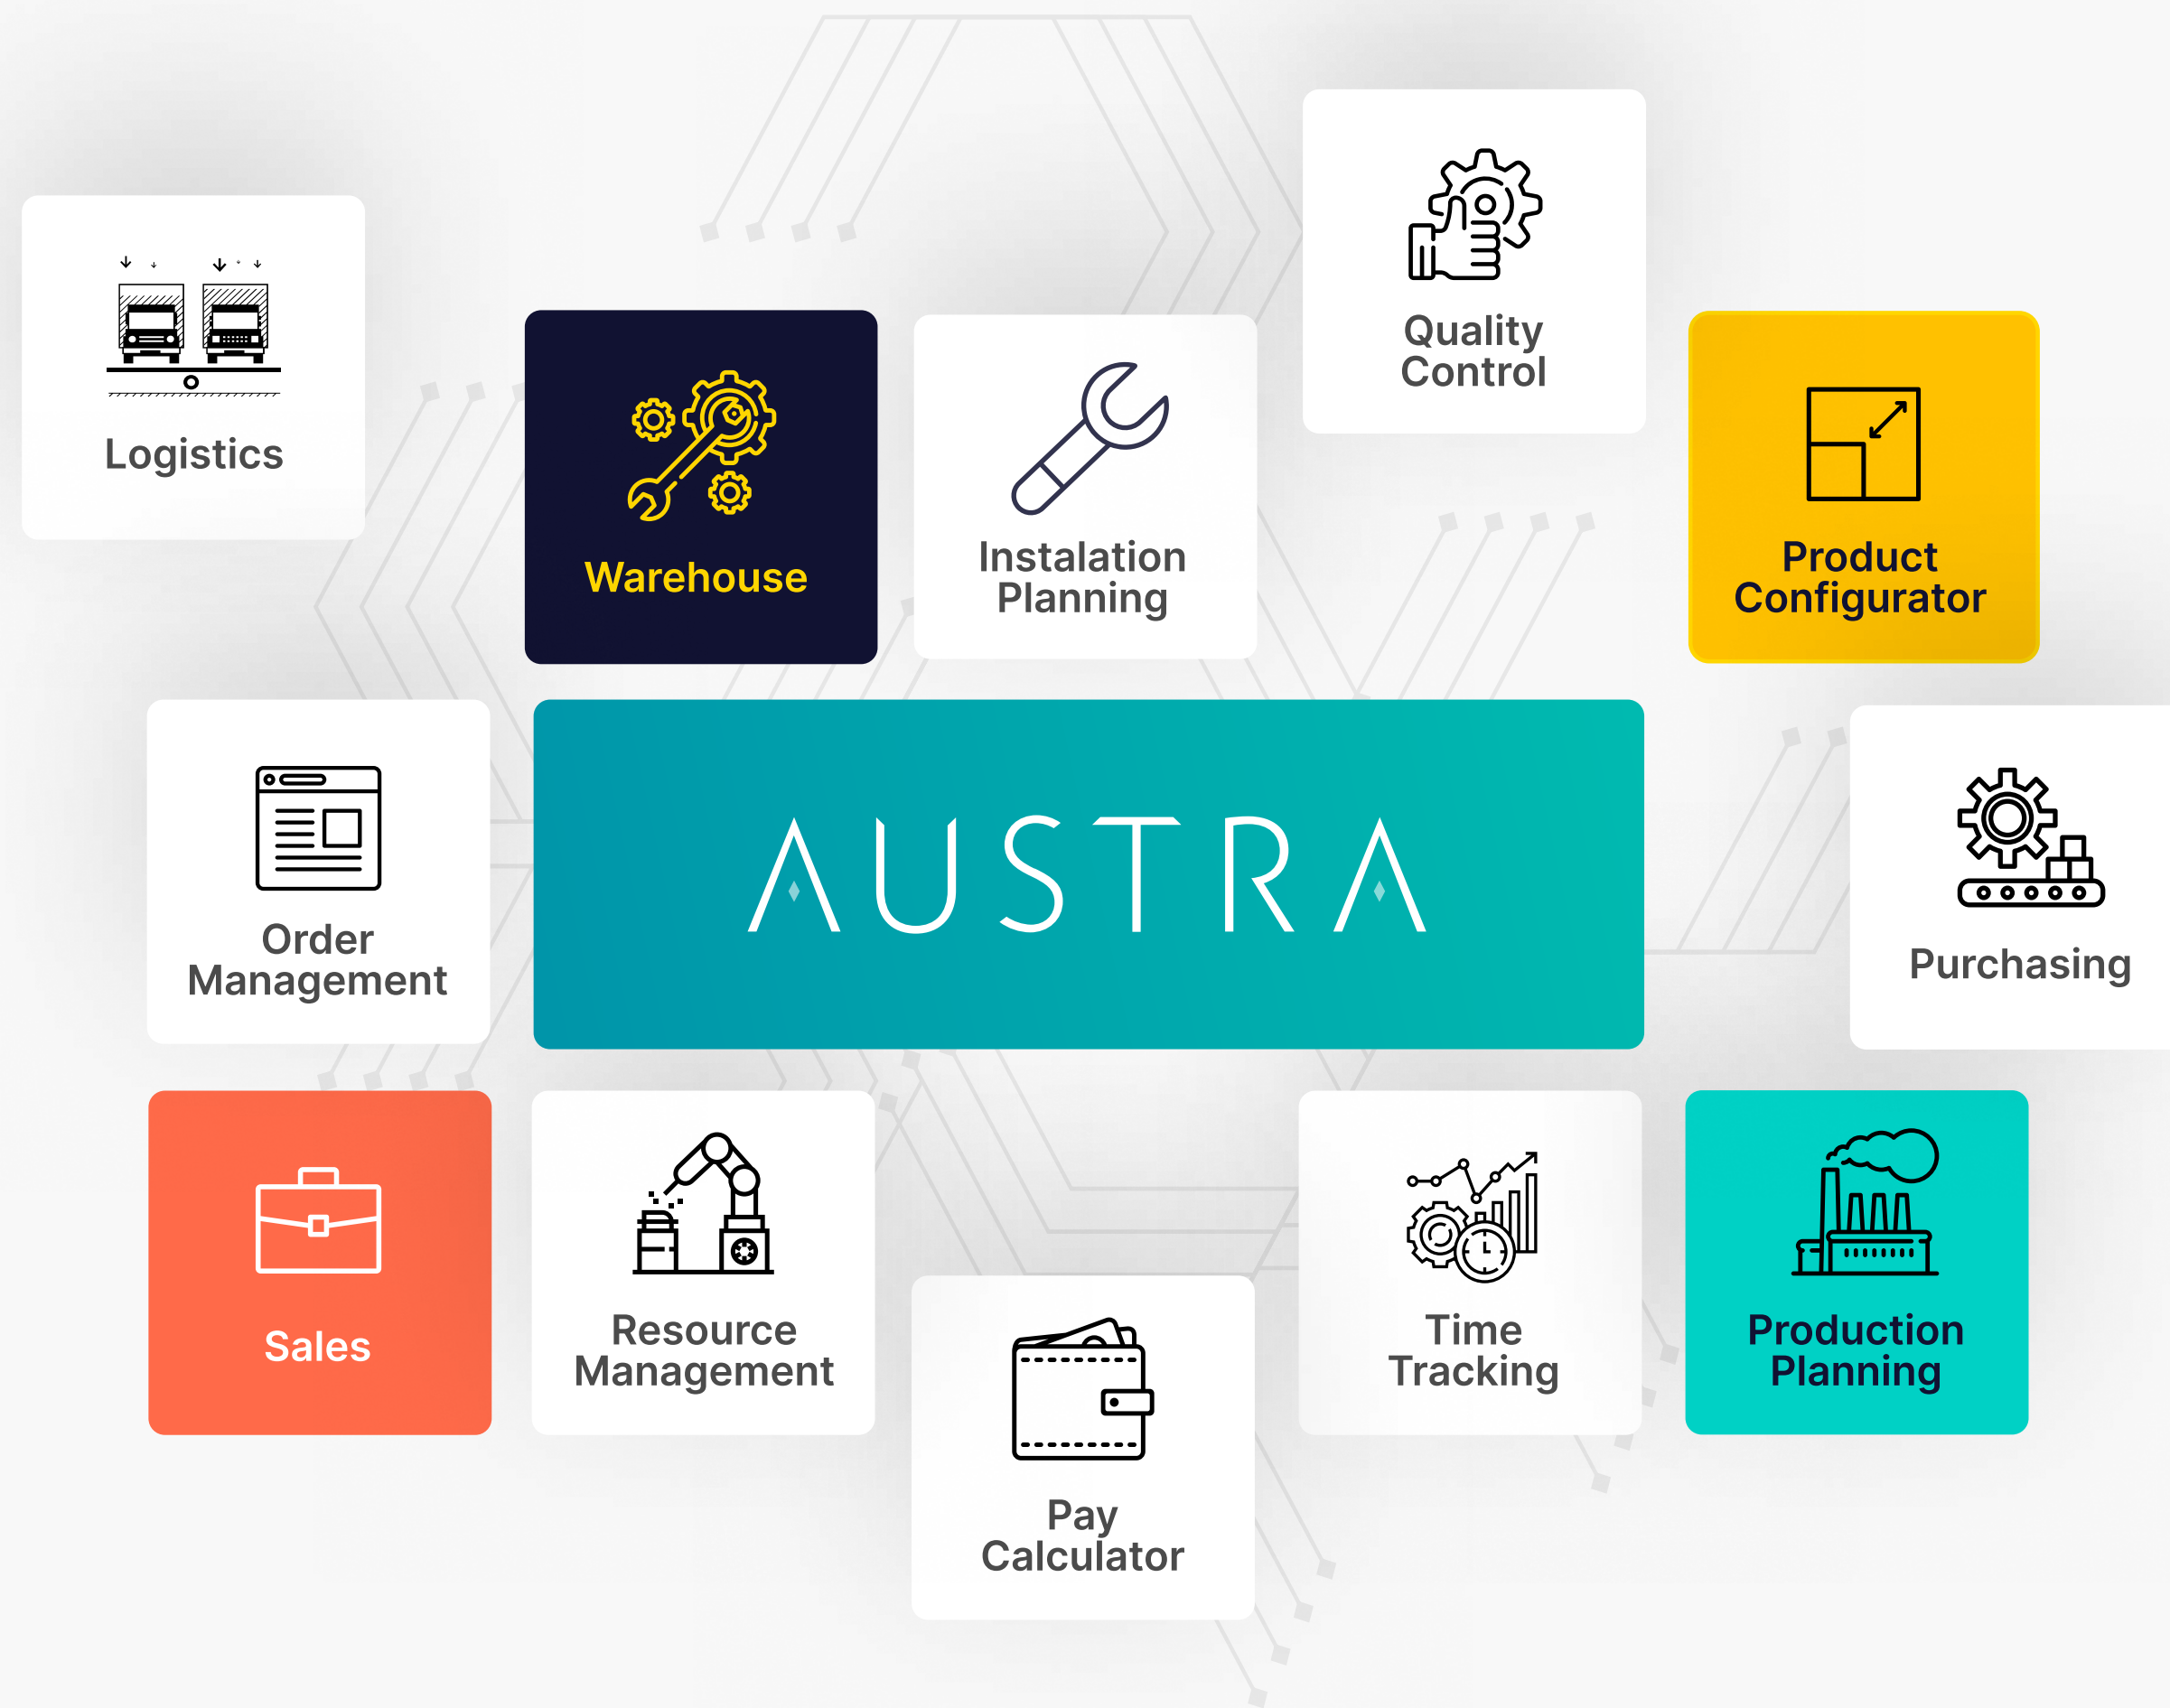 Quality
Control
Logistics
Warehouse
Instalation
Planning
Product
Configurator
Order
Management
AUSTRA
Purchasing
Sales
Resource
Management
Time
Tracking
Production
Planning
Pay
Calculator